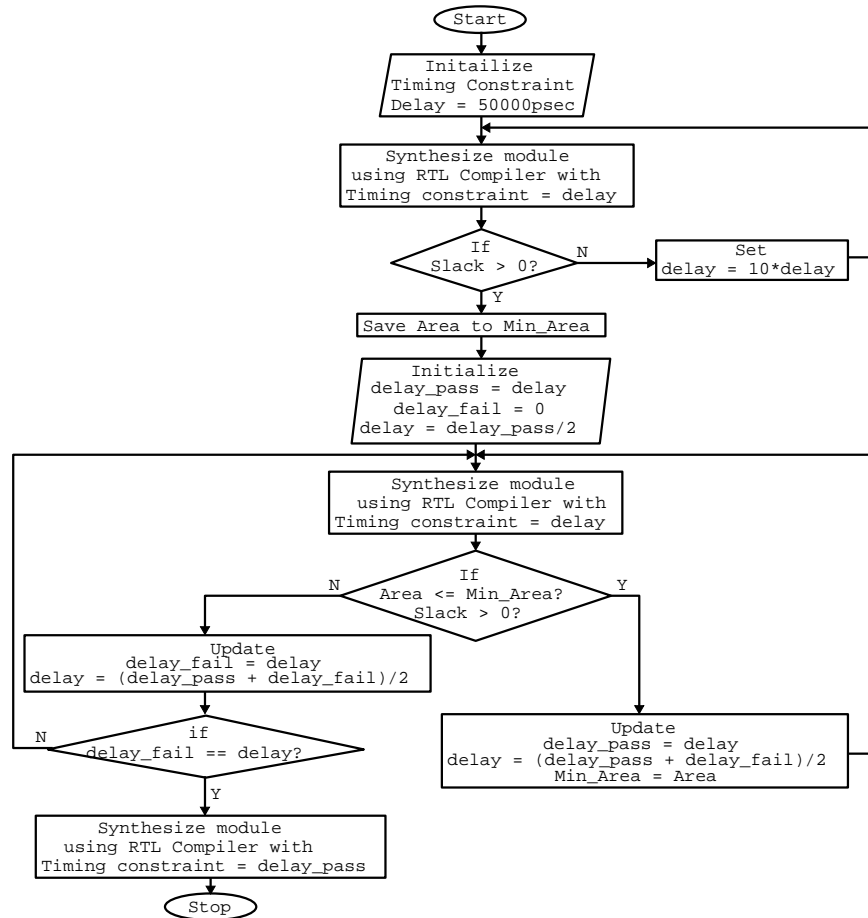 Start
Initailize
Timing Constraint
Delay = 50000psec
Synthesize module
using RTL Compiler with
Timing constraint = delay
If
Slack > 0?
N
Set
delay = 10*delay
Y
Save Area to Min_Area
Initialize
delay_pass = delay
delay_fail = 0
delay = delay_pass/2
Synthesize module
using RTL Compiler with
Timing constraint = delay
If
Area <= Min_Area?
Slack > 0?
N
Y
Update
delay_fail = delay
delay = (delay_pass + delay_fail)/2
if
delay_fail == delay?
N
Y
Update
delay_pass = delay
delay = (delay_pass + delay_fail)/2
Min_Area = Area
Synthesize module
using RTL Compiler with
Timing constraint = delay_pass
Stop